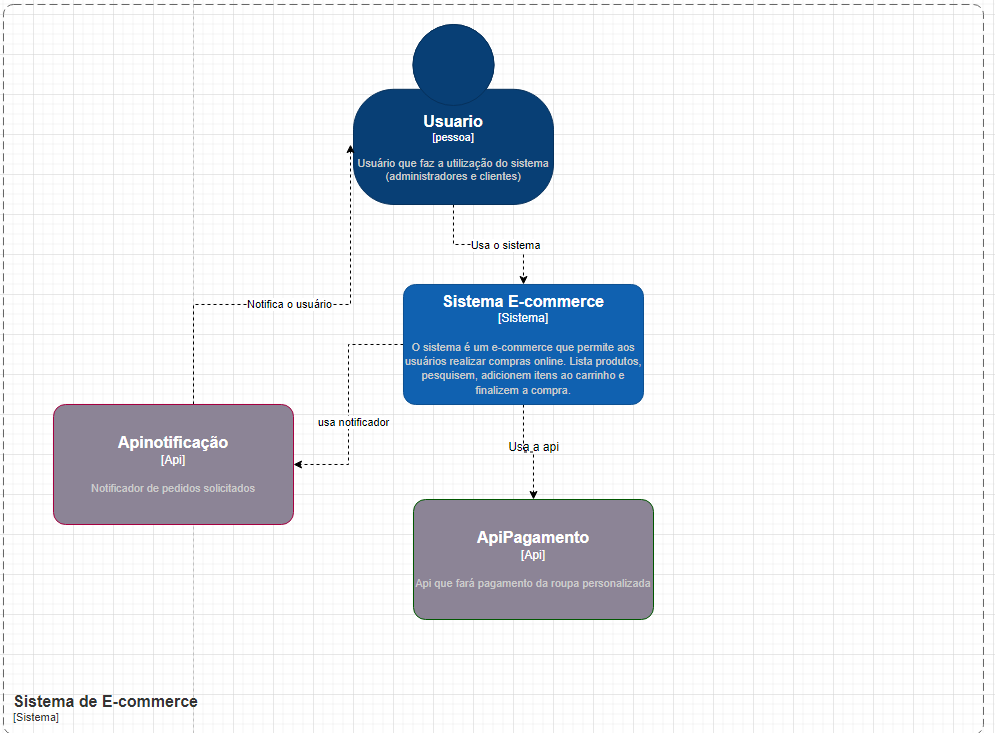 Usuario
[pessoa]
Usuário que faz a utilização do sistema
(administradores e clientes)
Usa o sistema
Notifica o usuário
Sistema E-commerce
[Sistema]
O sistema é um e-commerce que permite aos
usuários realizar compras online. Lista produtos,
pesquisem, adicionem itens ao carrinho e
finalizem a compra.
usa notificador
Apinotificação
[Api]
Notificador de pedidos solicitados
Usa a api
ApiPagamento
[Api]
Api que fará pagamento da roupa personalizada
Sistema de E-commerce
[Sistema]